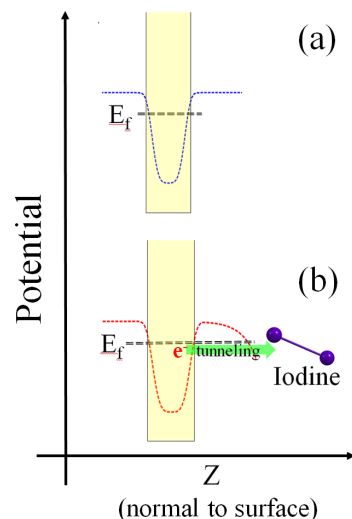 (a)
E_f
Potential
(b)
E_f
e^-
tunneling
Iodine
Z
(normal to surface)